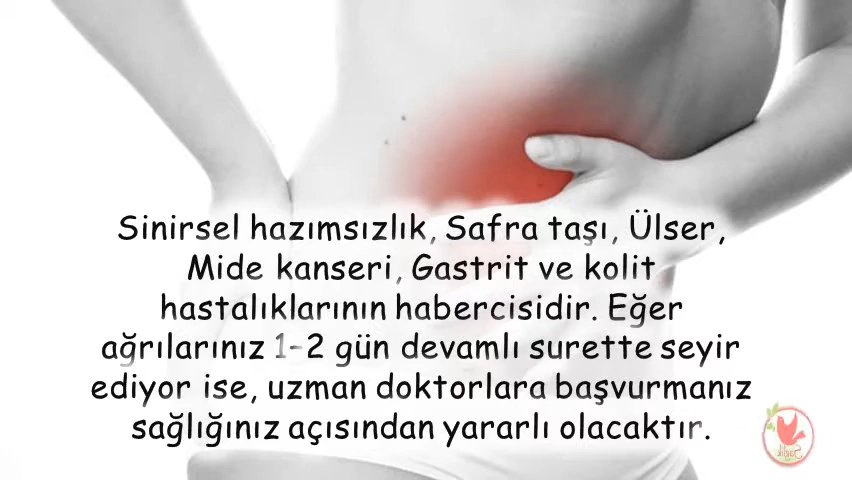 Sinirsel hazımsızlık, Safra taşı, Ülser,
Mide kanseri, Gastrit ve kolit
hastalıklarının habercisidir. Eğer
ağrılarınız 1-2 gün devamlı surette seyir
ediyor ise, uzman doktorlara başvurmanız
sağlığınız açısından yararlı olacaktır.